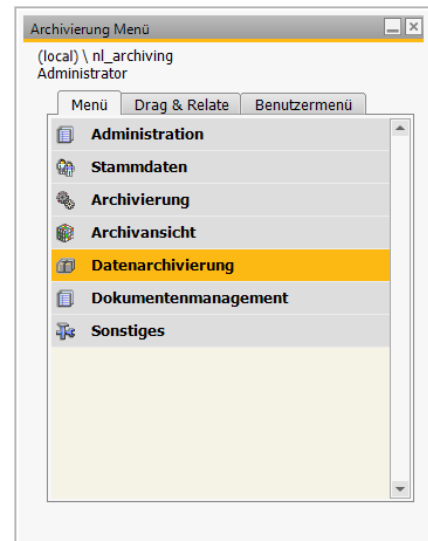 Archivierung Menü
(local) \ nl_archiving
Administrator
Menü Drag & Relate Benutzermenü
Administration
Stammdaten
Archivierung
Archivansicht
Datenarchivierung
Dokumentenmanagement
Sonstiges